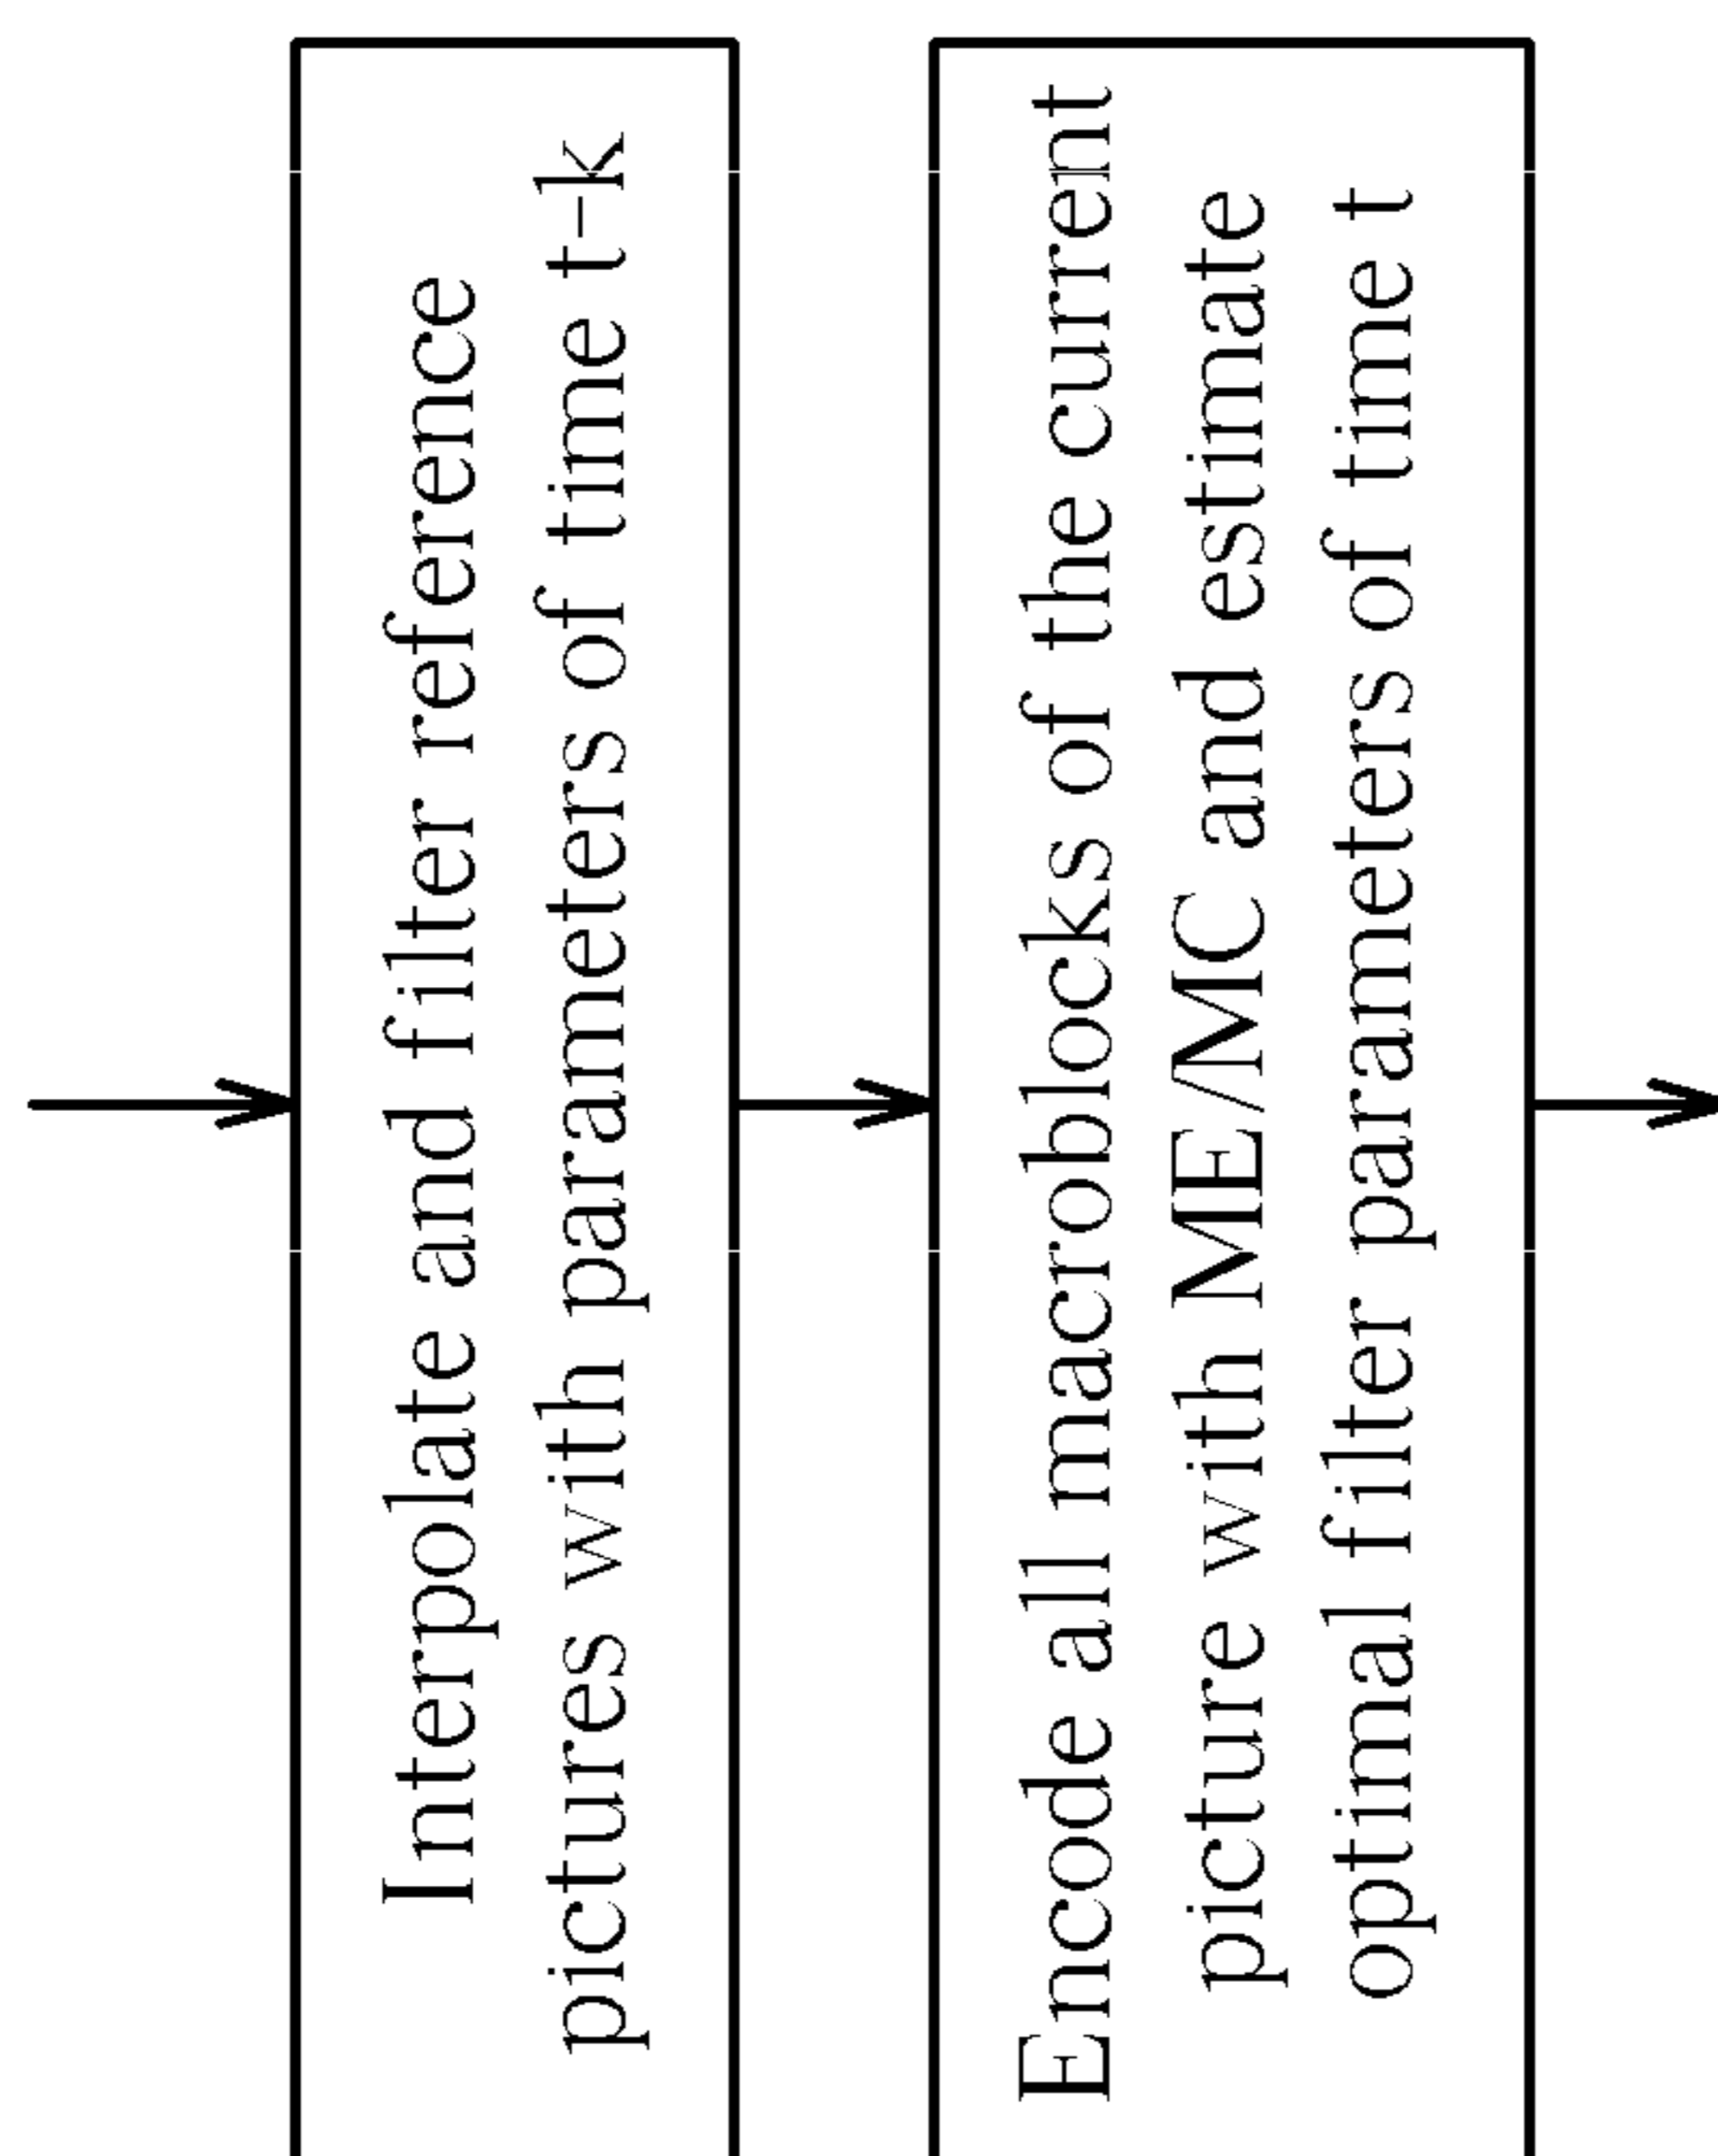 Interpolate and filter reference
pictures with parameters of time t-k
Encode all macroblocks of the current
picture with ME/MC and estimate
optimal filter parameters of time t